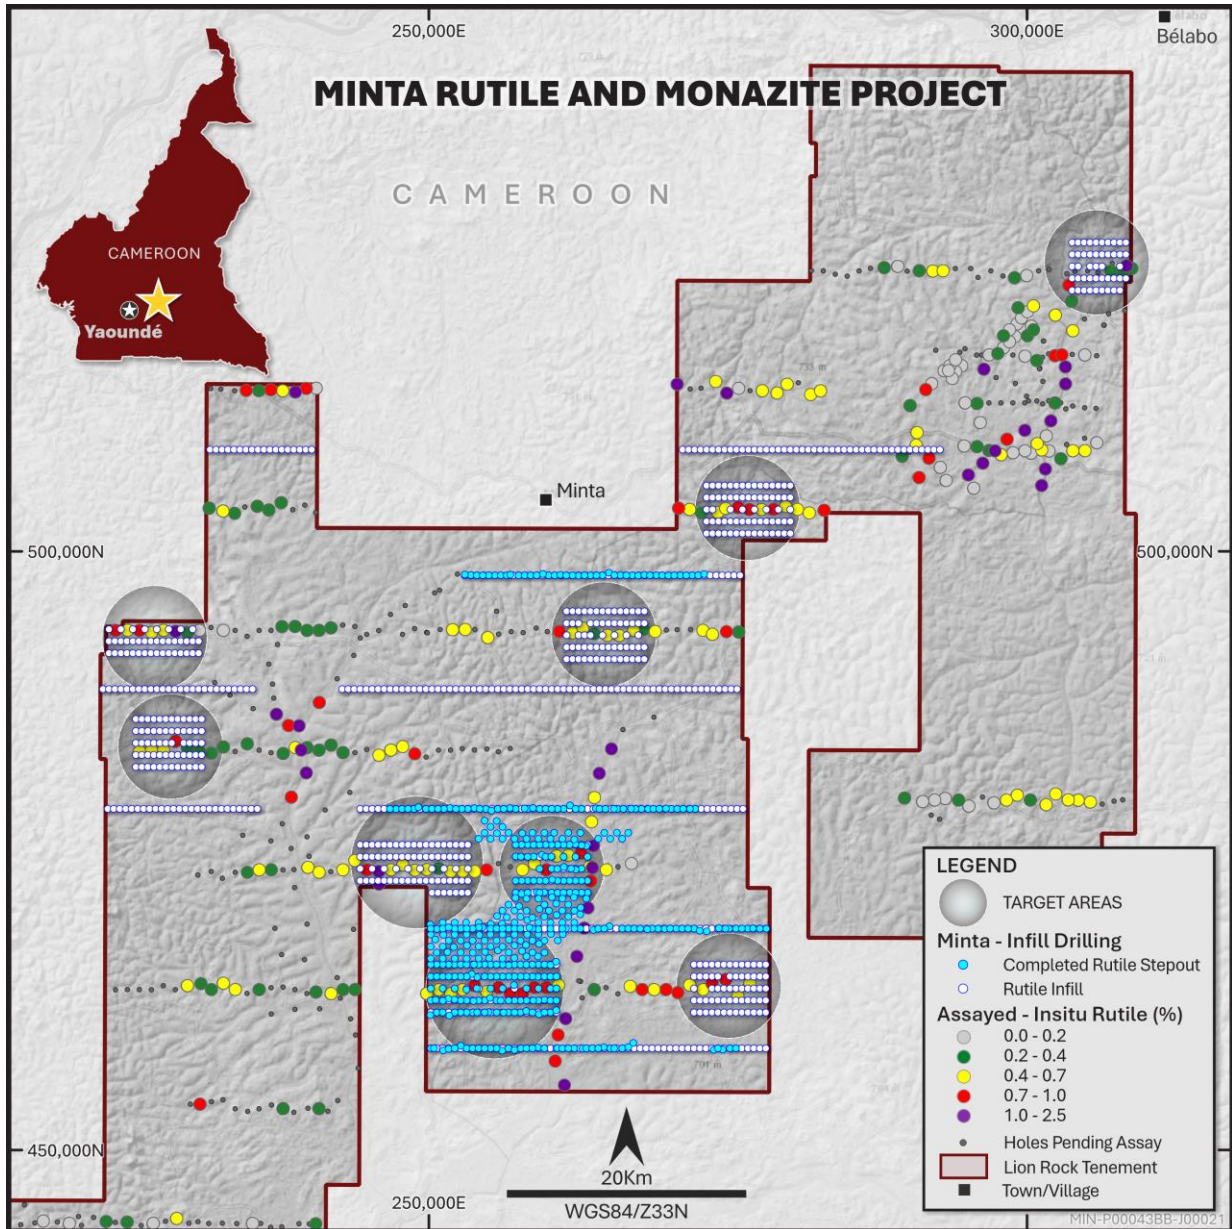 250,000E
300,000E
Bélabo
MINTA RUTILE AND MONAZITE PROJECT
CAMEROON
CAMEROON
Yaoundé
733 m
Minta
500,000N
500,000N
LEGEND
TARGET AREAS
Minta - Infill Drilling
Completed Rutile Stepout
Rutile Infill
Assayed - Insitu Rutile (%)
0.0 - 0.2
0.2 - 0.4
0.4 - 0.7
0.7 - 1.0
1.0 - 2.5
Holes Pending Assay
Lion Rock Tenement
Town/Village
701 m
450,000N
20Km
250,000E
WGS84/Z33N
MIN-P00043BB-J00021